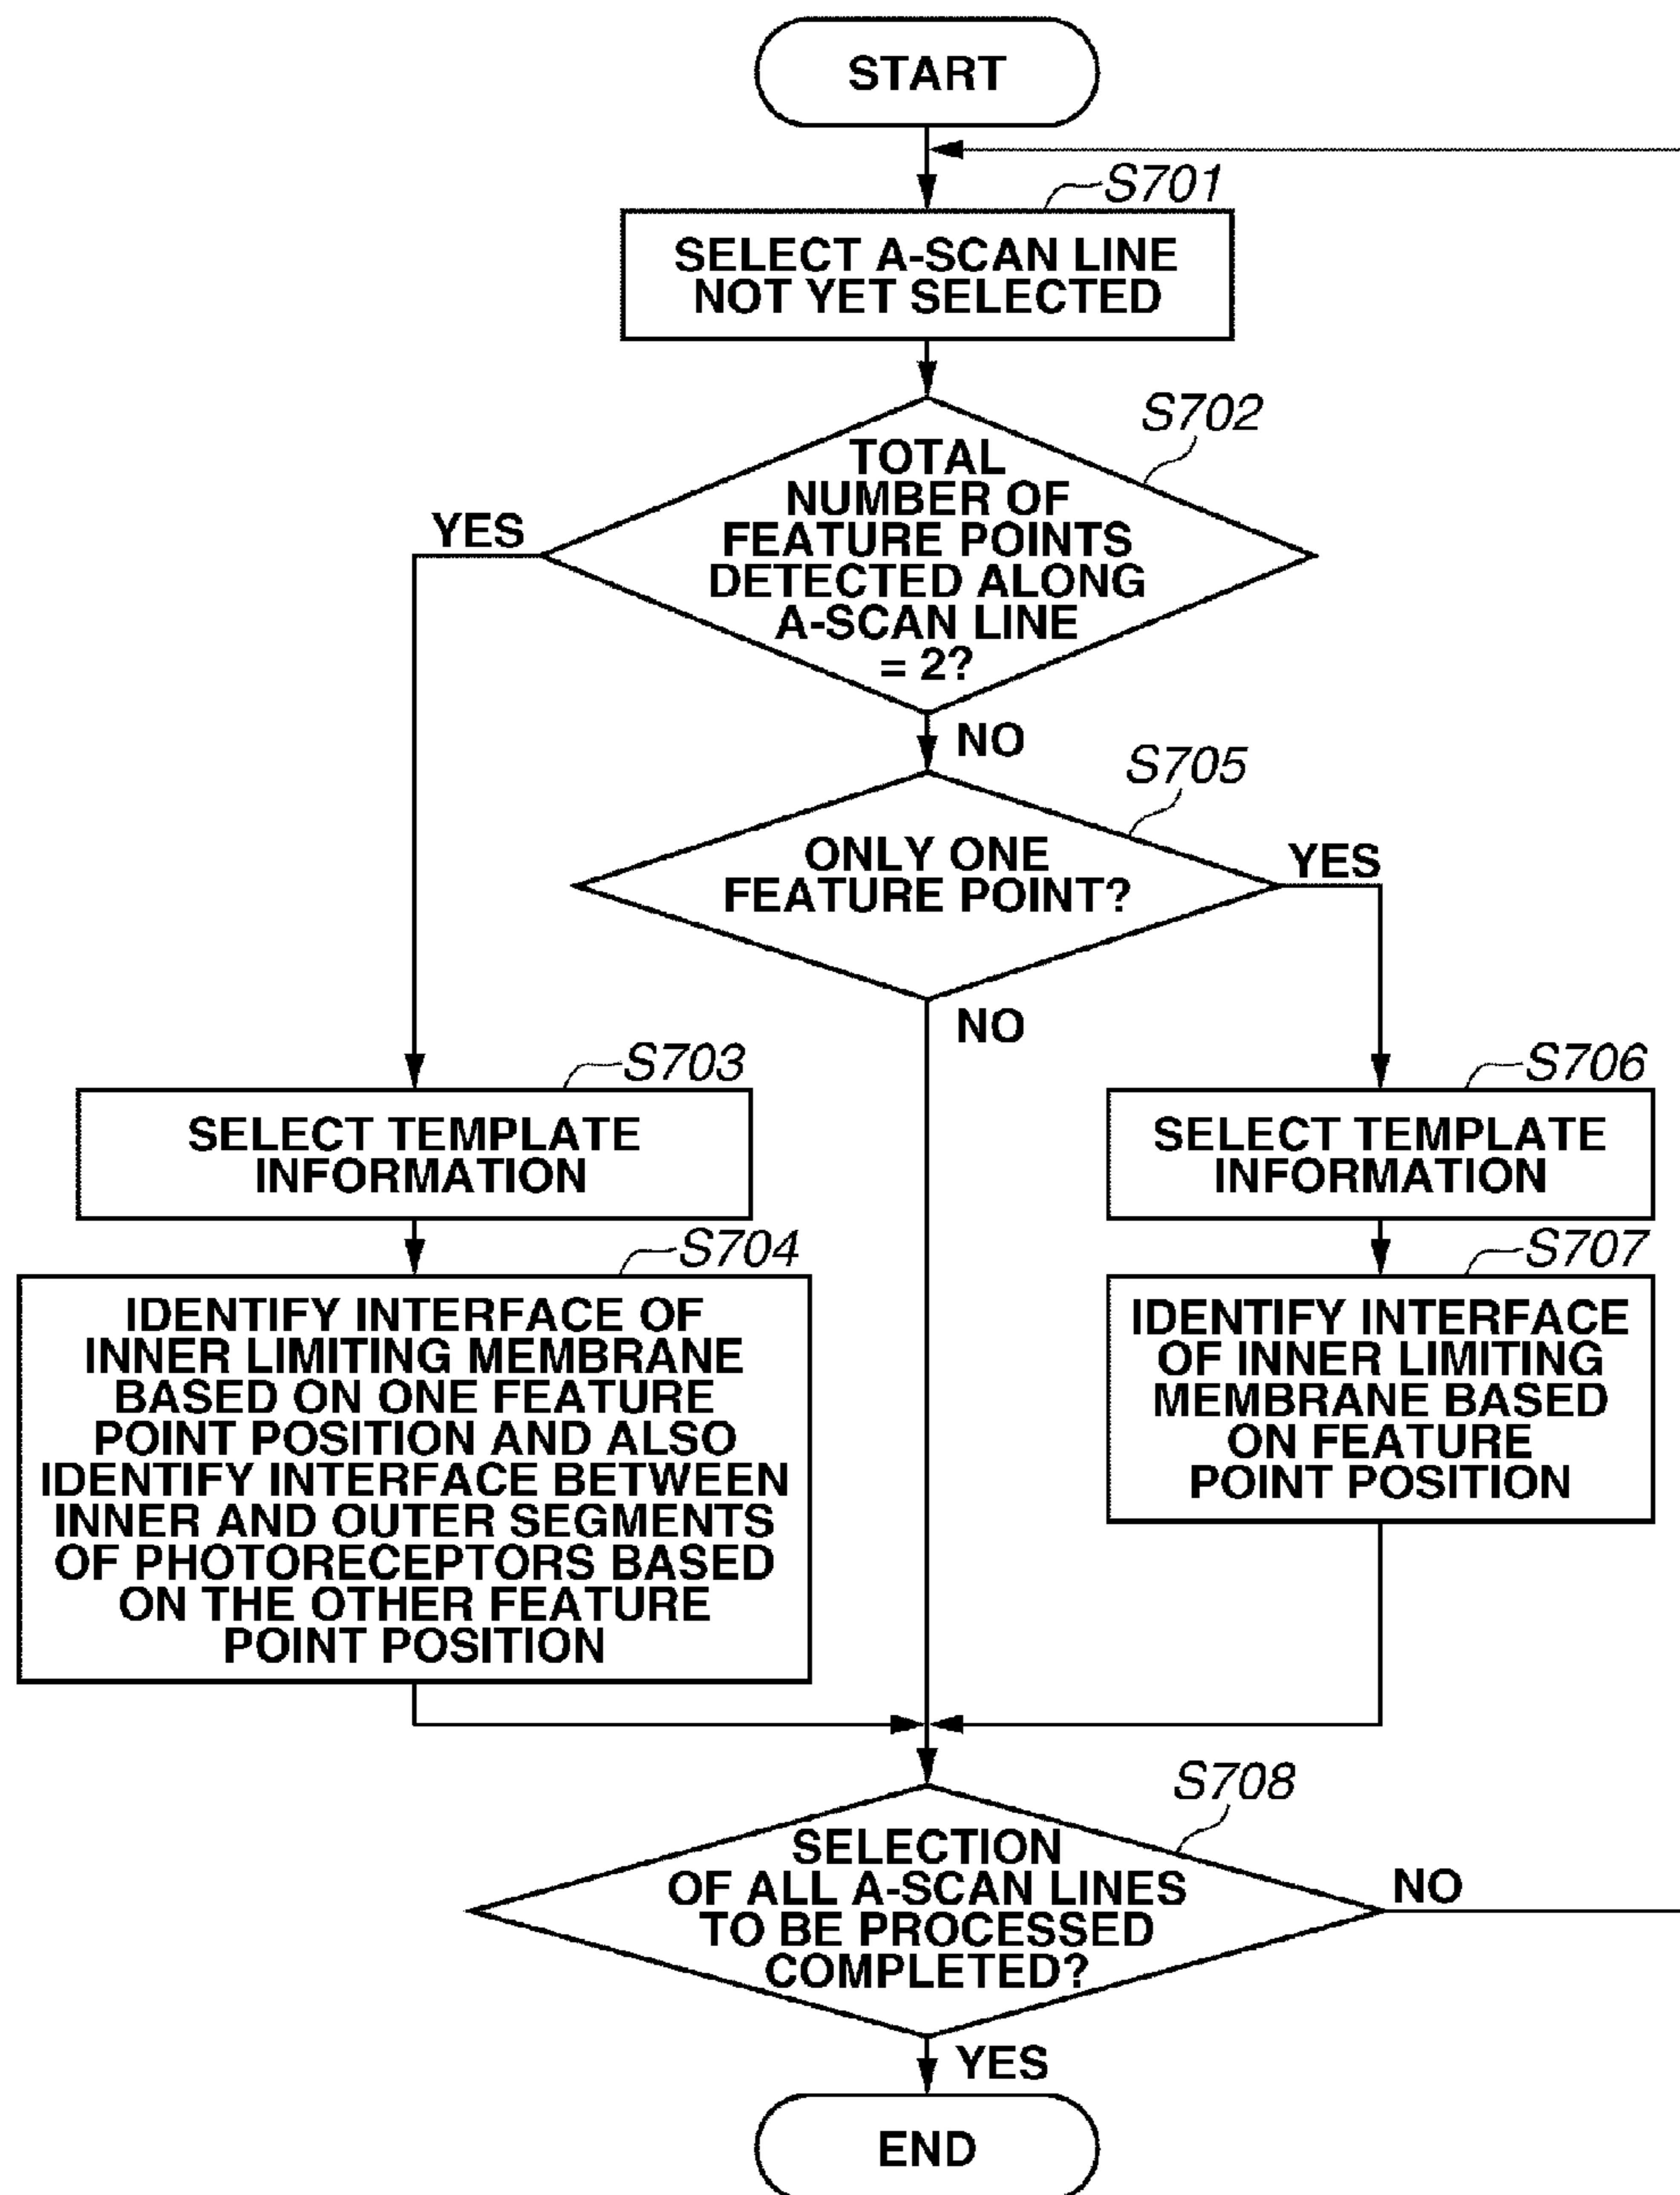 START
S701
SELECT A-SCAN LINE
NOT YET SELECTED
S702
TOTAL
NUMBER OF
FEATURE POINTS
DETECTED ALONG
A-SCAN LINE
= 2?
YES
NO
S705
ONLY ONE
FEATURE POINT?
YES
NO
S703
SELECT TEMPLATE
INFORMATION
S706
SELECT TEMPLATE
INFORMATION
S704
IDENTIFY INTERFACE OF
INNER LIMITING MEMBRANE
BASED ON ONE FEATURE
POINT POSITION AND ALSO
IDENTIFY INTERFACE BETWEEN
INNER AND OUTER SEGMENTS
OF PHOTORECEPTORS BASED
ON THE OTHER FEATURE
POINT POSITION
S707
IDENTIFY INTERFACE
OF INNER LIMITING
MEMBRANE BASED
ON FEATURE
POINT POSITION
S708
SELECTION
OF ALL A-SCAN LINES
TO BE PROCESSED
COMPLETED?
NO
YES
END